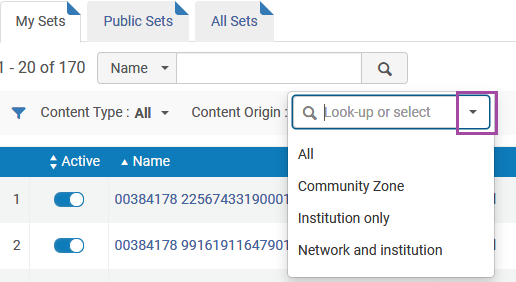 My Sets Public Sets All Sets
1 - 20 of 170 Name
Content Type : All Content Origin : Look-up or select
Active Name
All
1 00384178 22567433190001
Community Zone
Institution only
2 00384178 99161911647901
Network and institution